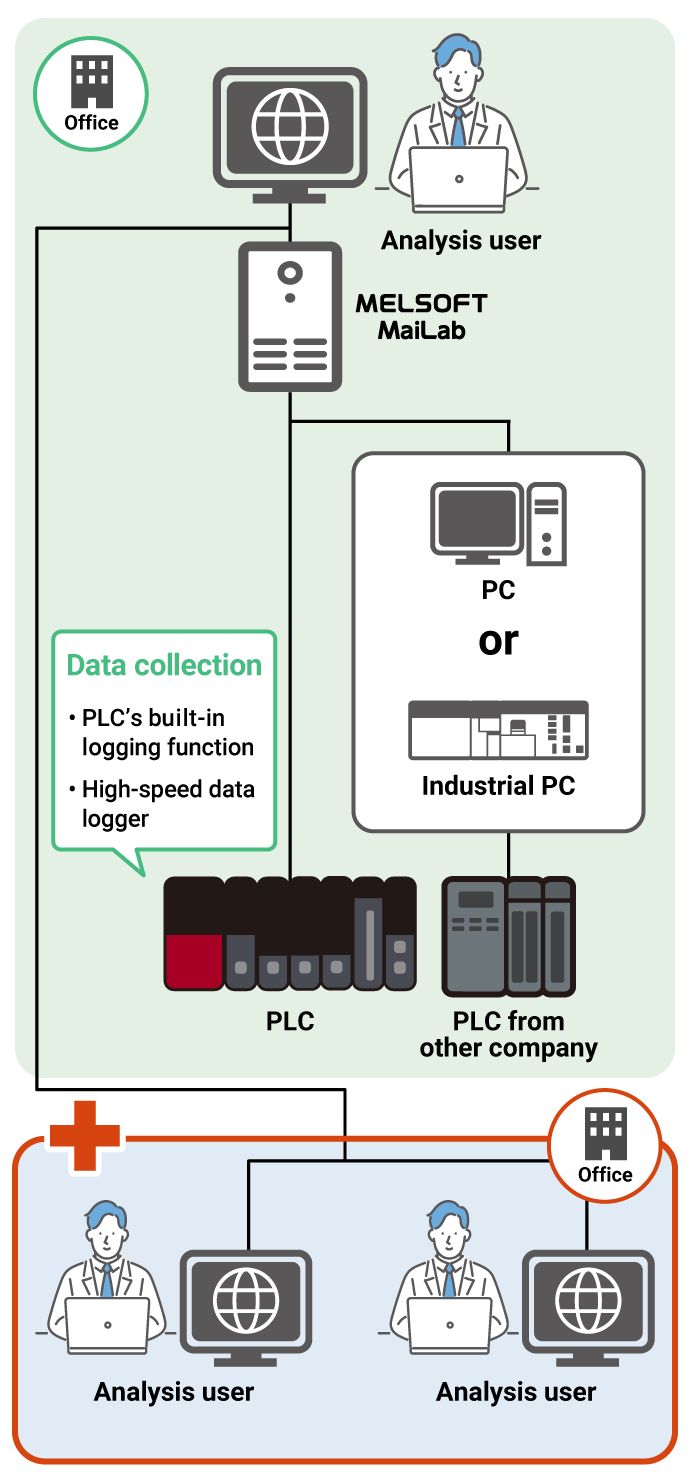 Office
Analysis user
MELSOFT
MaiLab
PC
or
Industrial PC
Data collection
• PLC’s built-in
logging function
• High-speed data
logger
PLC
PLC from
other company
Office
Analysis user
Analysis user